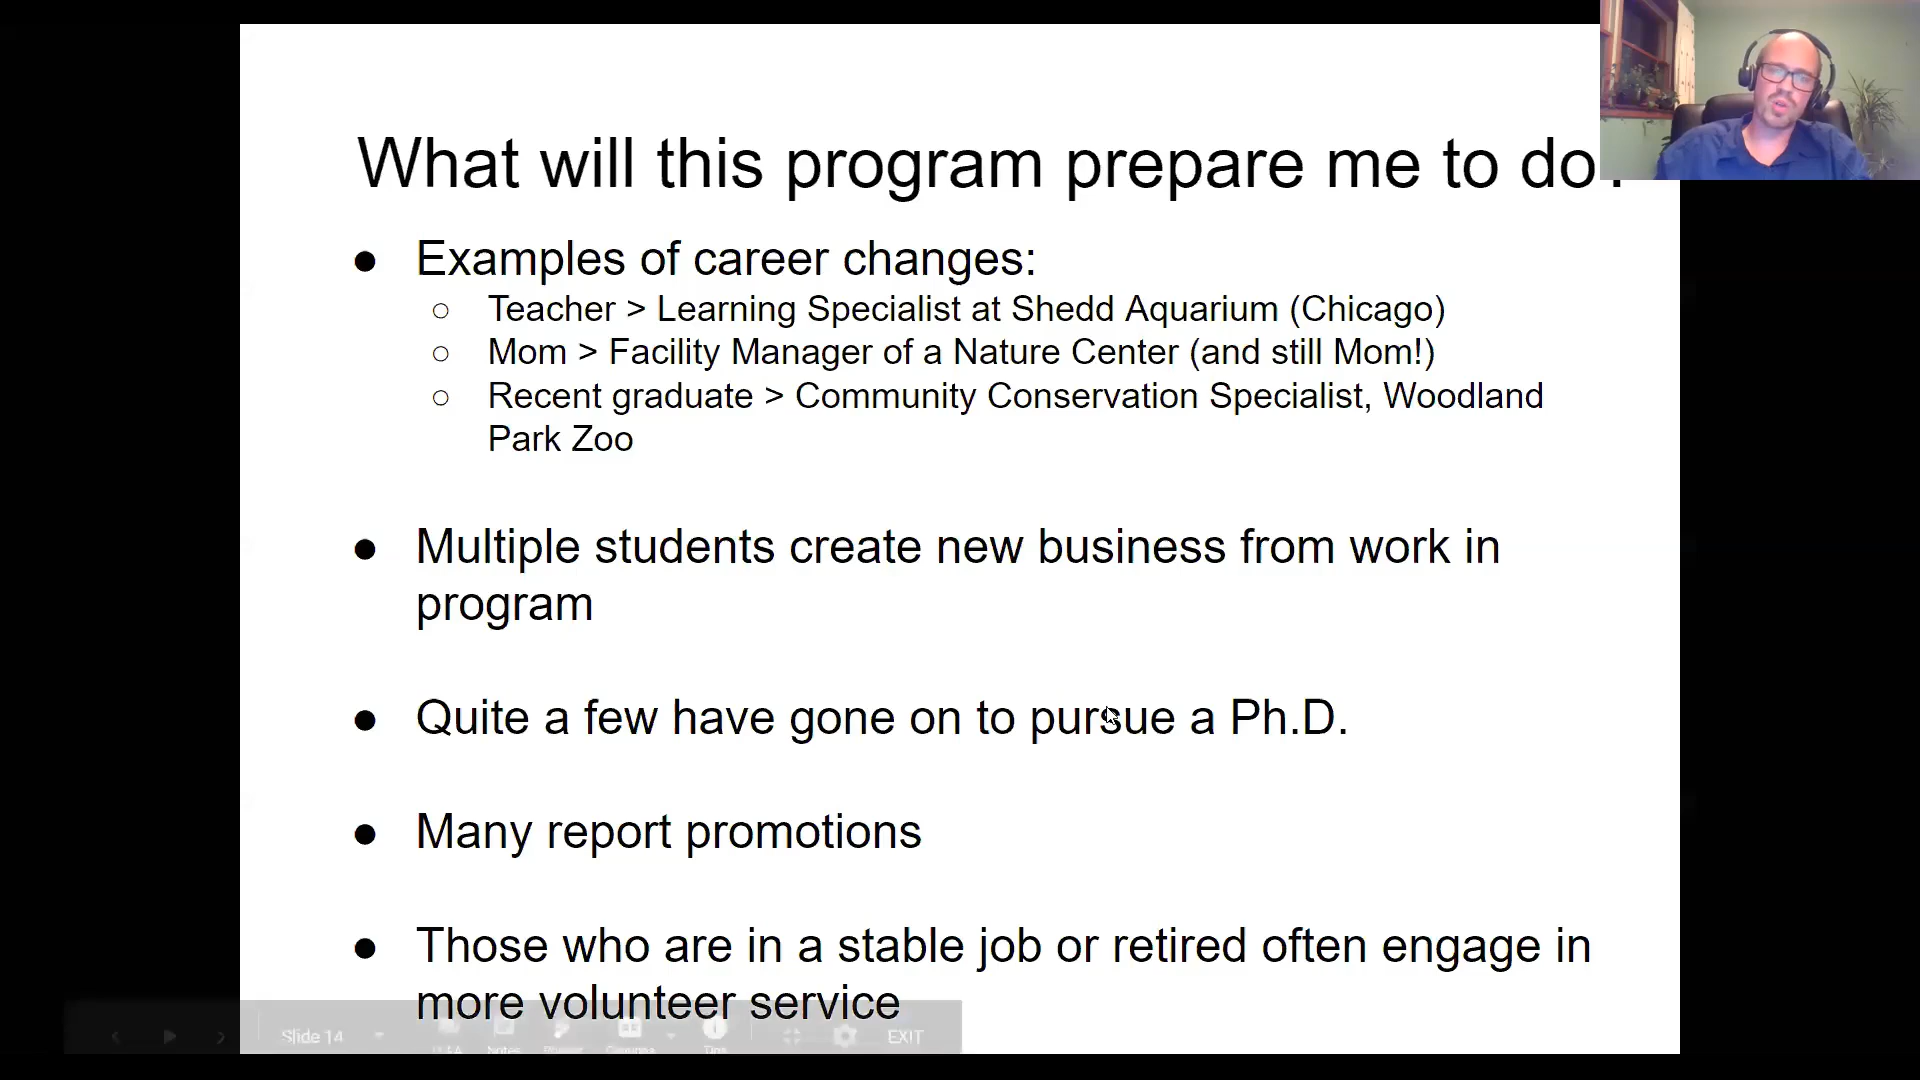 What will this program prepare me to do?
● Examples of career changes:
○ Teacher > Learning Specialist at Shedd Aquarium (Chicago)
○ Mom > Facility Manager of a Nature Center (and still Mom!)
○ Recent graduate > Community Conservation Specialist, Woodland
Park Zoo
● Multiple students create new business from work in
program
● Quite a few have gone on to pursue a Ph.D.
● Many report promotions
● Those who are in a stable job or retired often engage in
more volunteer service
Slide 14
Notes
EXIT